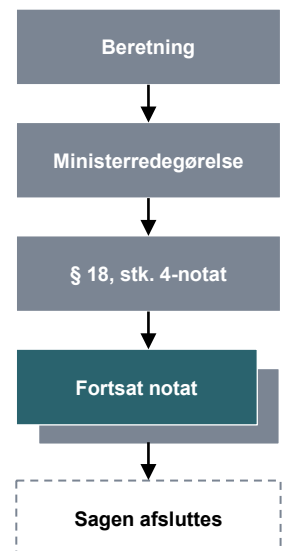 Beretning
Ministerredegørelse
§ 18, stk. 4-notat
Fortsat notat
Sagen afsluttes